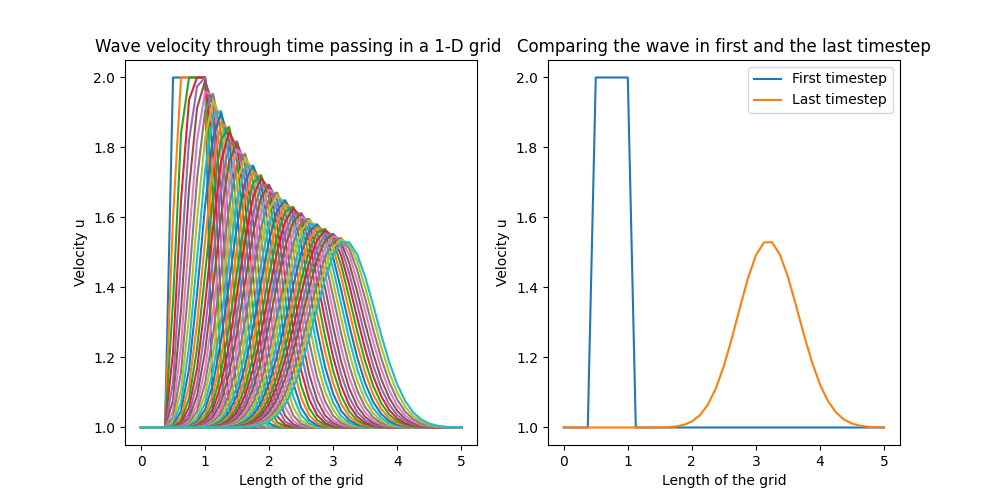 Wave velocity through time passing in a 1-D grid
2.0
1.8
1.6
1.4
1.2
1.0
Velocity u
0 1 2 3 4 5
Length of the grid
Comparing the wave in first and the last timestep
First timestep
Last timestep
2.0
1.8
1.6
1.4
1.2
1.0
Velocity u
0 1 2 3 4 5
Length of the grid